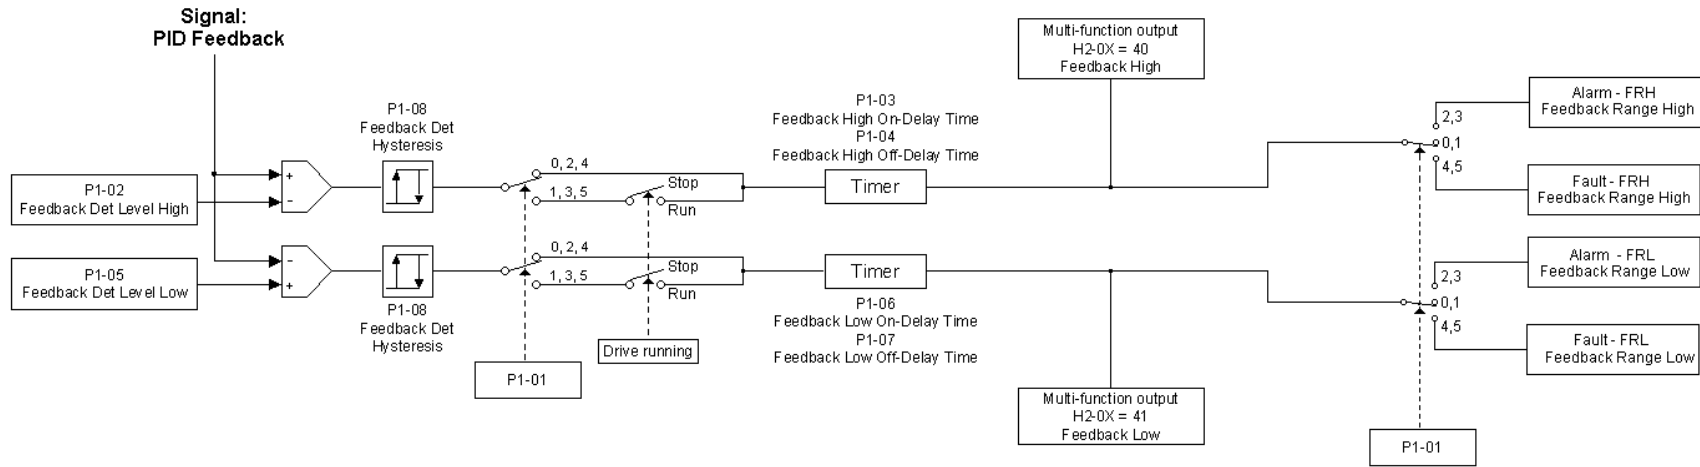 Signal:
PID Feedback
P1-02
Feedback Det Level High
P1-05
Feedback Det Level Low
+
-
-
+
P1-08
Feedback Det
Hysteresis
P1-08
Feedback Det
Hysteresis
0, 2, 4
1, 3, 5
Stop
Run
0, 2, 4
1, 3, 5
Stop
Run
P1-01
Drive running
P1-03
Feedback High On-Delay Time
P1-04
Feedback High Off-Delay Time
Timer
Timer
P1-06
Feedback Low On-Delay Time
P1-07
Feedback Low Off-Delay Time
Multi-function output
H2-0X = 40
Feedback High
Multi-function output
H2-0X = 41
Feedback Low
2,3
0,1
4,5
Alarm - FRH
Feedback Range High
Fault - FRH
Feedback Range High
2,3
0,1
4,5
Alarm - FRL
Feedback Range Low
Fault - FRL
Feedback Range Low
P1-01